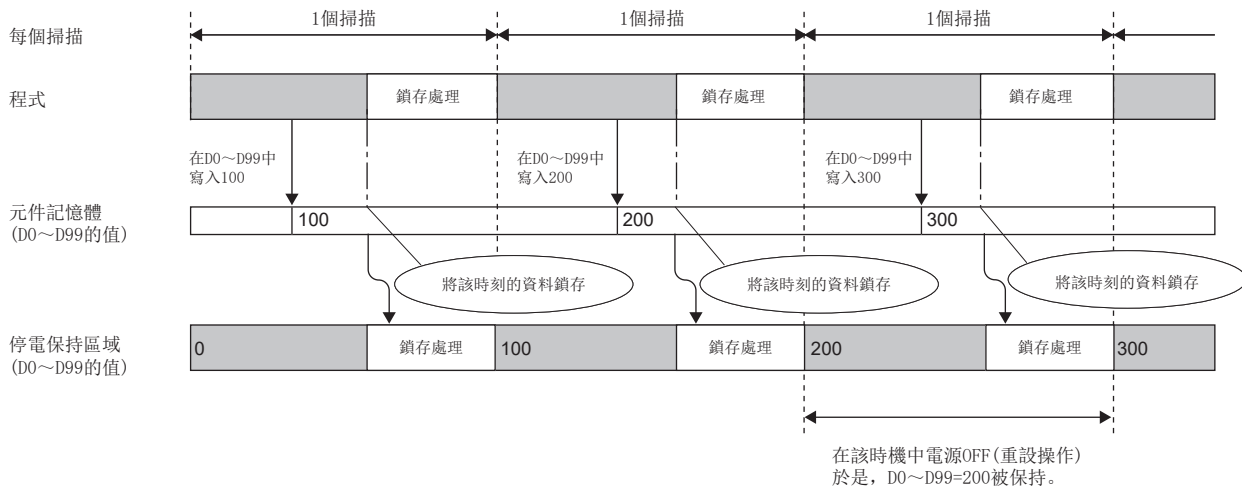 1個掃描
1個掃描
1個掃描
每個掃描
程式
鎖存處理
鎖存處理
鎖存處理
在D0～D99中
寫入100
在D0～D99中
寫入200
在D0～D99中
寫入300
元件記憶體
(D0～D99的值)
100
200
300
將該時刻的資料鎖存
將該時刻的資料鎖存
將該時刻的資料鎖存
停電保持區域
(D0～D99的值)
0
鎖存處理
100
鎖存處理
200
鎖存處理
300
在該時機中電源OFF(重設操作)
於是，D0～D99=200被保持。